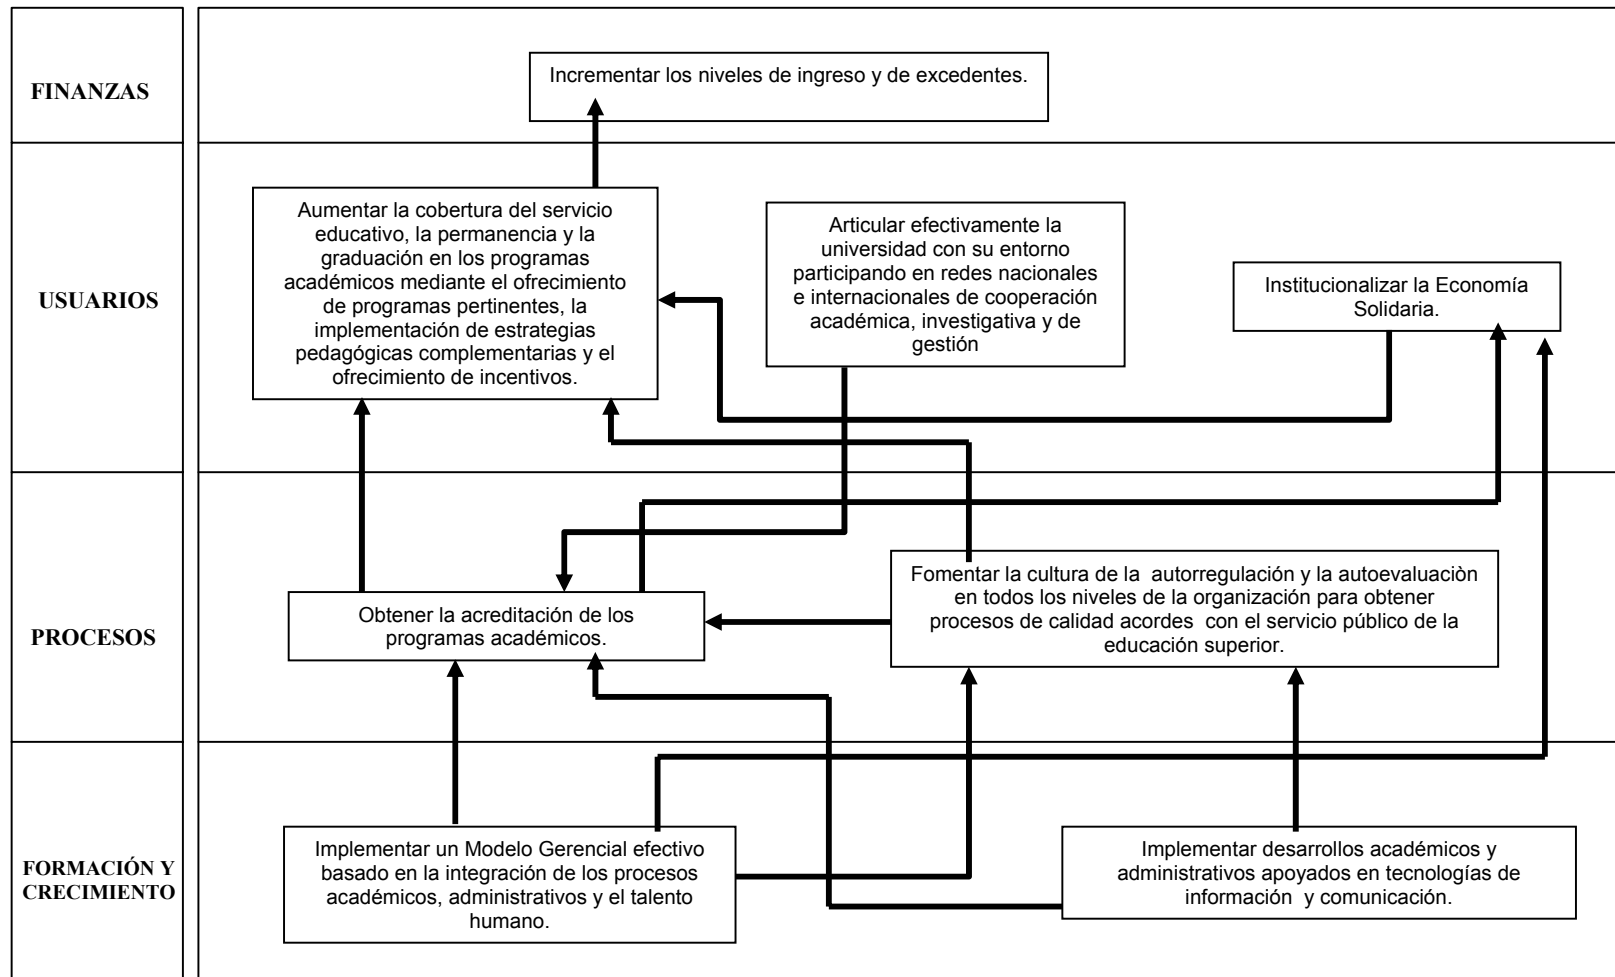 FINANZAS
Incrementar los niveles de ingreso y de excedentes.
USUARIOS
Aumentar la cobertura del servicio
educativo, la permanencia y la
graduación en los programas
académicos mediante el ofrecimiento
de programas pertinentes, la
implementación de estrategias
pedagógicas complementarias y el
ofrecimiento de incentivos.
Articular efectivamente la
universidad con su entorno
participando en redes nacionales
e internacionales de cooperación
académica, investigativa y de
gestión
Institucionalizar la Economía
Solidaria.
PROCESOS
Obtener la acreditación de los
programas académicos.
Fomentar la cultura de la  autorregulación y la autoevaluaciòn
en todos los niveles de la organización para obtener
procesos de calidad acordes  con el servicio público de la
educación superior.
FORMACIÓN Y
CRECIMIENTO
Implementar un Modelo Gerencial efectivo
basado en la integración de los procesos
académicos, administrativos y el talento
humano.
Implementar desarrollos académicos y
administrativos apoyados en tecnologías de
información  y comunicación.